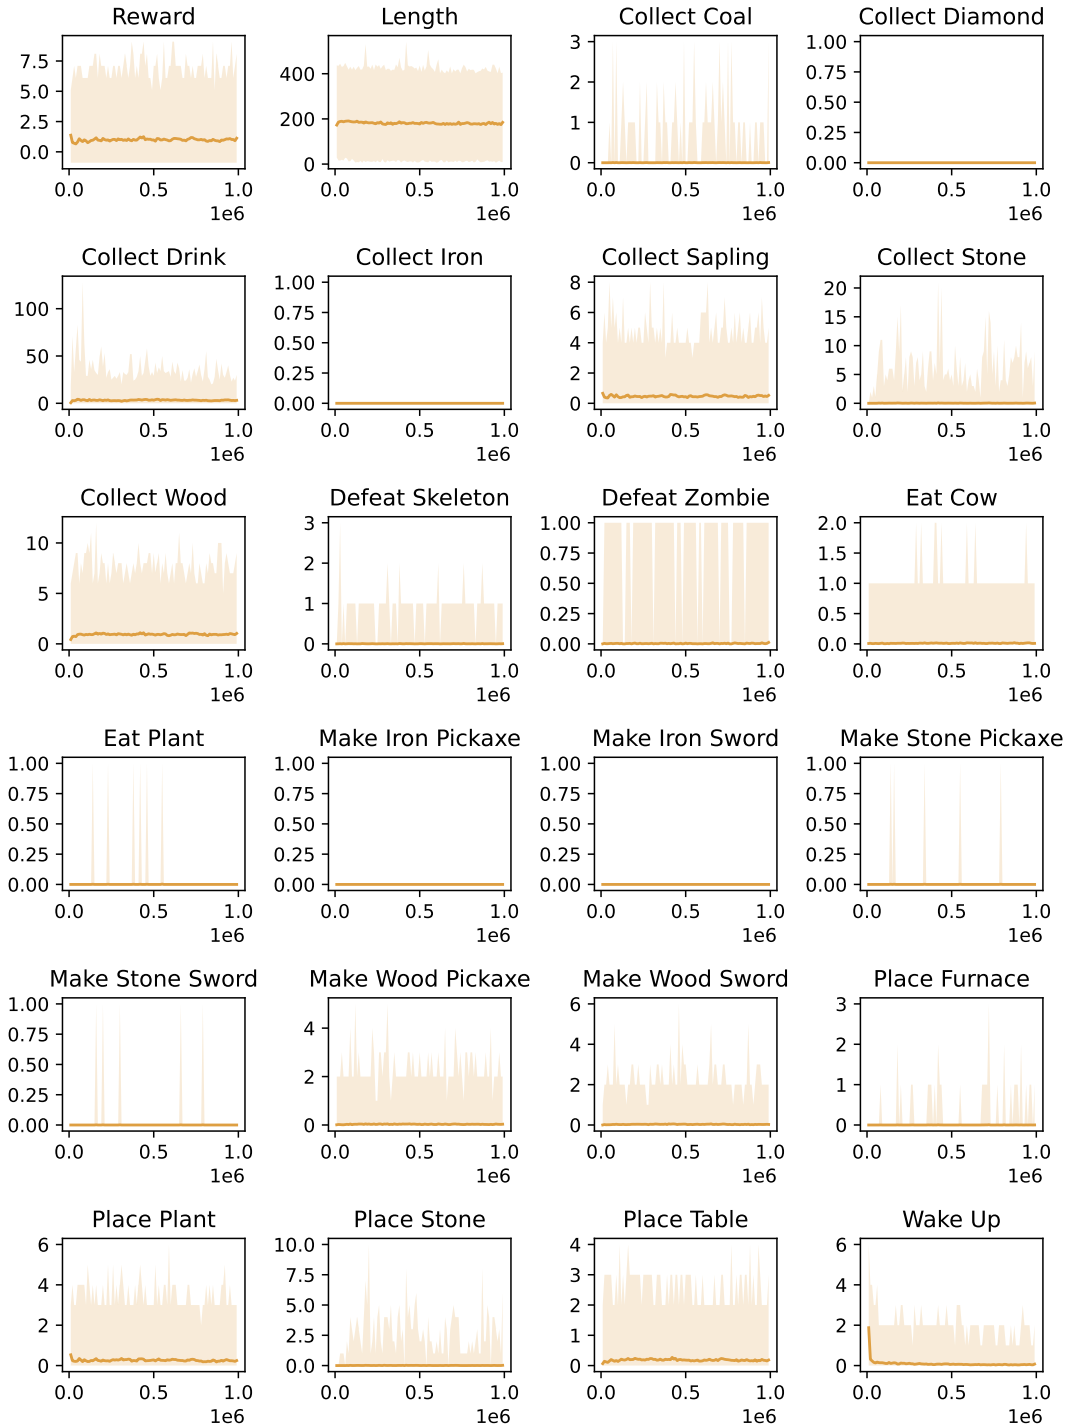 Reward Length Collect Coal Collect Diamond
7.5
5.0
2.5
0.0
0.0 0.5 1.0
1e6
400
200
0
0.0 0.5 1.0
1e6
3
2
1
0
0.0 0.5 1.0
1e6
1.00
0.75
0.50
0.25
0.00
0.0 0.5 1.0
1e6
Collect Drink Collect Iron Collect Sapling Collect Stone
100
50
0
0.0 0.5 1.0
1e6
1.00
0.75
0.50
0.25
0.00
0.0 0.5 1.0
1e6
8
6
4
2
0
0.0 0.5 1.0
1e6
20
15
10
5
0
0.0 0.5 1.0
1e6
Collect Wood Defeat Skeleton Defeat Zombie Eat Cow
10
5
0
0.0 0.5 1.0
1e6
3
2
1
0
0.0 0.5 1.0
1e6
1.00
0.75
0.50
0.25
0.00
0.0 0.5 1.0
1e6
2.0
1.5
1.0
0.5
0.0
0.0 0.5 1.0
1e6
Eat Plant Make Iron Pickaxe Make Iron Sword Make Stone Pickaxe
1.00
0.75
0.50
0.25
0.00
0.0 0.5 1.0
1e6
1.00
0.75
0.50
0.25
0.00
0.0 0.5 1.0
1e6
1.00
0.75
0.50
0.25
0.00
0.0 0.5 1.0
1e6
1.00
0.75
0.50
0.25
0.00
0.0 0.5 1.0
1e6
Make Stone Sword Make Wood Pickaxe Make Wood Sword Place Furnace
1.00
0.75
0.50
0.25
0.00
0.0 0.5 1.0
1e6
4
2
0
0.0 0.5 1.0
1e6
6
4
2
0
0.0 0.5 1.0
1e6
3
2
1
0
0.0 0.5 1.0
1e6
Place Plant Place Stone Place Table Wake Up
6
4
2
0
0.0 0.5 1.0
1e6
10.0
7.5
5.0
2.5
0.0
0.0 0.5 1.0
1e6
4
3
2
1
0
0.0 0.5 1.0
1e6
6
4
2
0
0.0 0.5 1.0
1e6